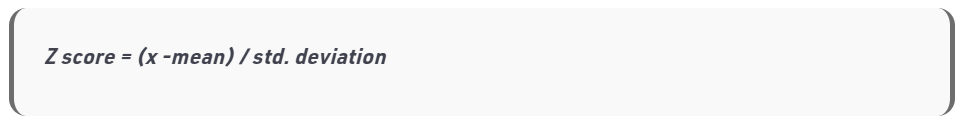 Z score = (x -mean) / std. deviation